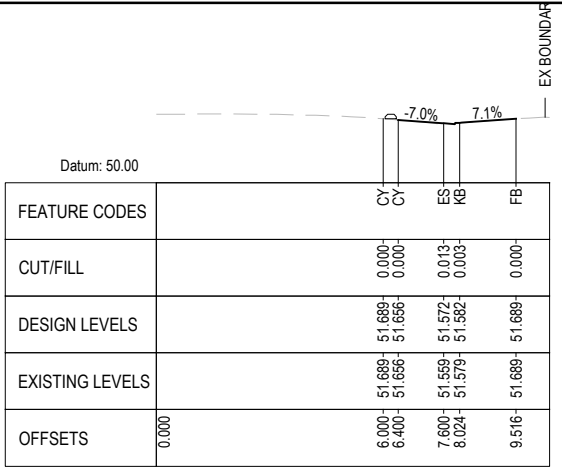 EX BOUNDAR
-7.0% 7.1%
Datum: 50.00
FEATURE CODES CY CY ES KB FB
CUT/FILL 0.000 0.000 0.013 0.003 0.000
DESIGN LEVELS 51.689 51.656 51.572 51.582 51.689
EXISTING LEVELS 51.689 51.656 51.559 51.579 51.689
OFFSETS 0.000 6.000 6.400 7.600 8.024 9.516